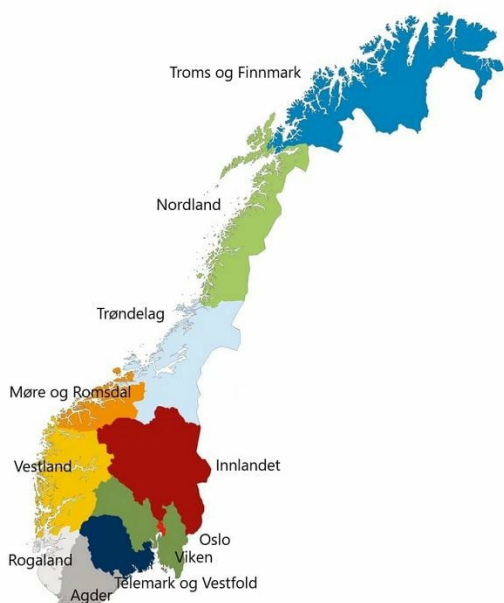 Troms og Finnmark
Nordland
Trøndelag
Møre og Romsdal
Vestland
Innlandet
Oslo
Viken
Rogaland
Telemark og Vestfold
Agder